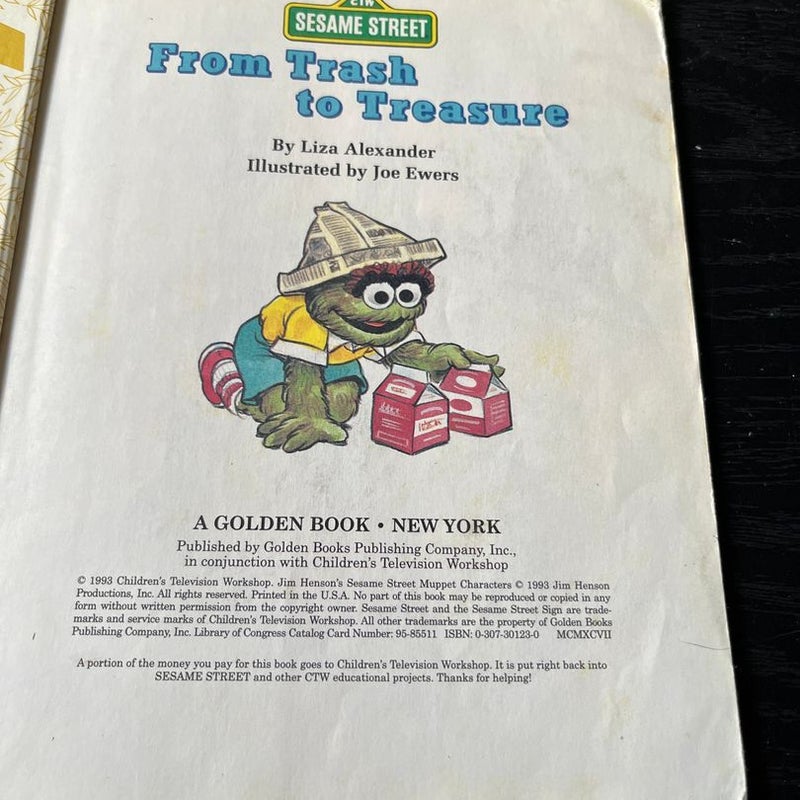 CTW
SESAME STREET
From Trash
to Treasure
By Liza Alexander
Illustrated by Joe Ewers
A GOLDEN BOOK • NEW YORK
Published by Golden Books Publishing Company, Inc.,
in conjunction with Children's Television Workshop
© 1993 Children's Television Workshop. Jim Henson's Sesame Street Muppet Characters © 1993 Jim Henson
Productions, Inc. All rights reserved. Printed in the U.S.A. No part of this book may be reproduced or copied in any
form without written permission from the copyright owner. Sesame Street and the Sesame Street Sign are trade-
marks and service marks of Children's Television Workshop. All other trademarks are the property of Golden Books
Publishing Company, Inc. Library of Congress Catalog Card Number: 95-85511 ISBN: 0-307-30123-0 MCMXCVII
A portion of the money you pay for this book goes to Children's Television Workshop. It is put right back into
SESAME STREET and other CTW educational projects. Thanks for helping!